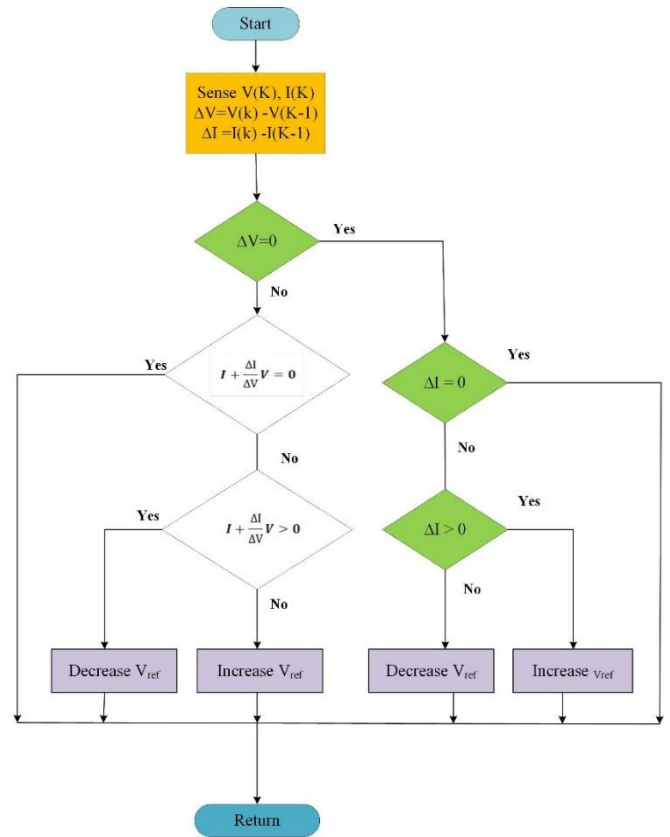 Start
Sense V(K), I(K)
ΔV=V(k) -V(K-1)
ΔI =I(k) -I(K-1)
ΔV=0
Yes
No
I + ΔI/ΔV V = 0
Yes
No
ΔI = 0
Yes
No
I + ΔI/ΔV V > 0
Yes
No
ΔI > 0
Yes
No
Decrease Vref
Increase Vref
Decrease Vref
Increase Vref
Return